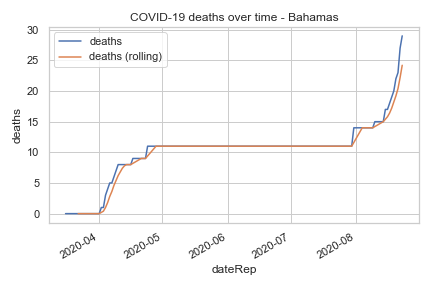 COVID-19 deaths over time - Bahamas
deaths
deaths (rolling)
30
25
20
15
10
5
0
deaths
2020-04
2020-05
2020-06
2020-07
2020-08
dateRep